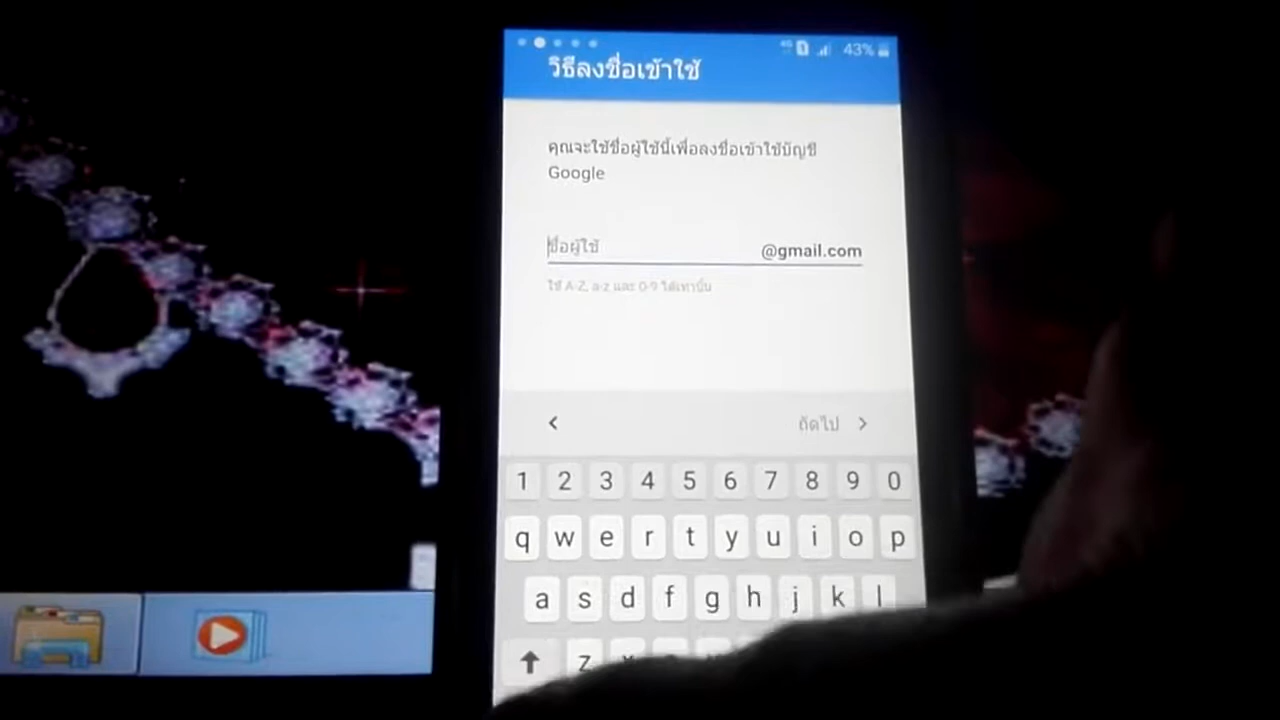 43%
วิธีลงชื่อเข้าใช้
คุณจะใช้ชื่อผู้ใช้นี้เพื่อลงชื่อเข้าใช้บัญชี
Google
ชื่อผู้ใช้ @gmail.com
ใช้ A-Z, a-z และ 0-9 ได้เท่านั้น
ถัดไป
1 2 3 4 5 6 7 8 9 0
q w e r t y u i o p
a s d f g h j k l
z